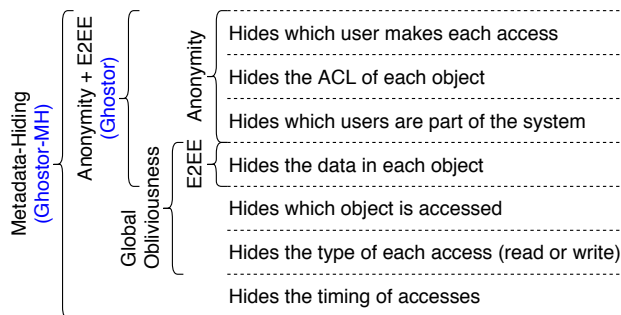 Metadata-Hiding
(Ghostor-MH)
Anonymity + E2EE
(Ghostor)
Global
Obliviousness
Anonymity
E2EE
Hides which user makes each access
Hides the ACL of each object
Hides which users are part of the system
Hides the data in each object
Hides which object is accessed
Hides the type of each access (read or write)
Hides the timing of accesses